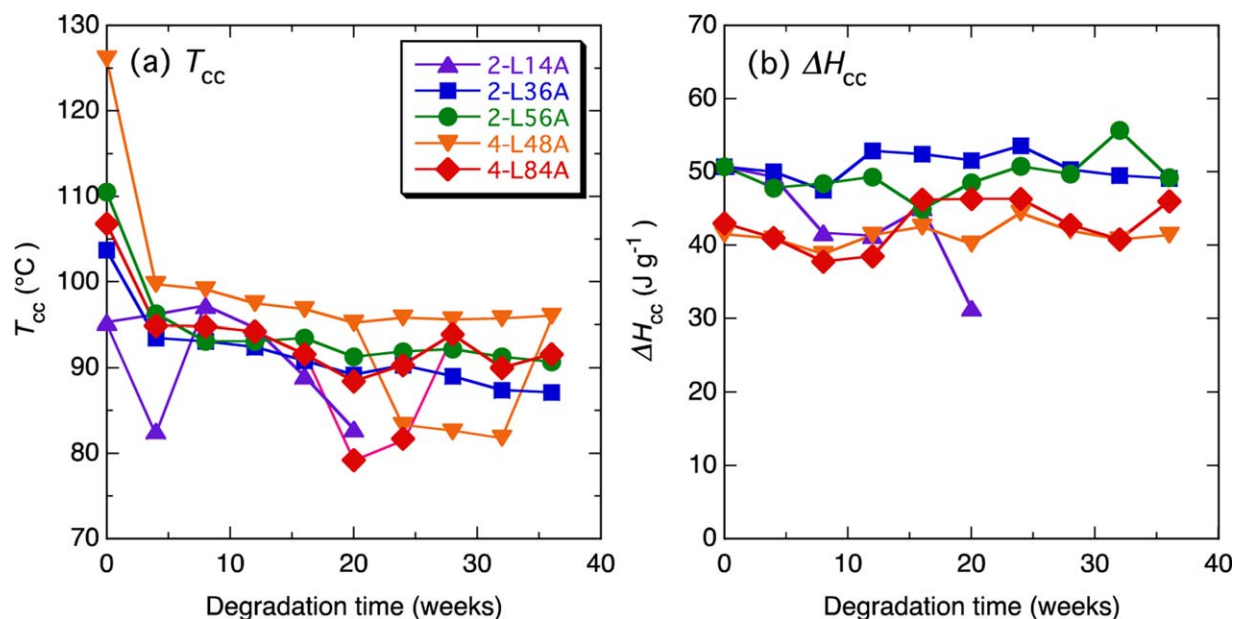 (a) Tcc
2-L14A
2-L36A
2-L56A
4-L48A
4-L84A
130
120
110
100
90
80
70
Tcc (°C)
0
10
20
30
40
Degradation time (weeks)
(b) ΔHcc
70
60
50
40
30
20
10
0
ΔHcc (J g-1)
0
10
20
30
40
Degradation time (weeks)